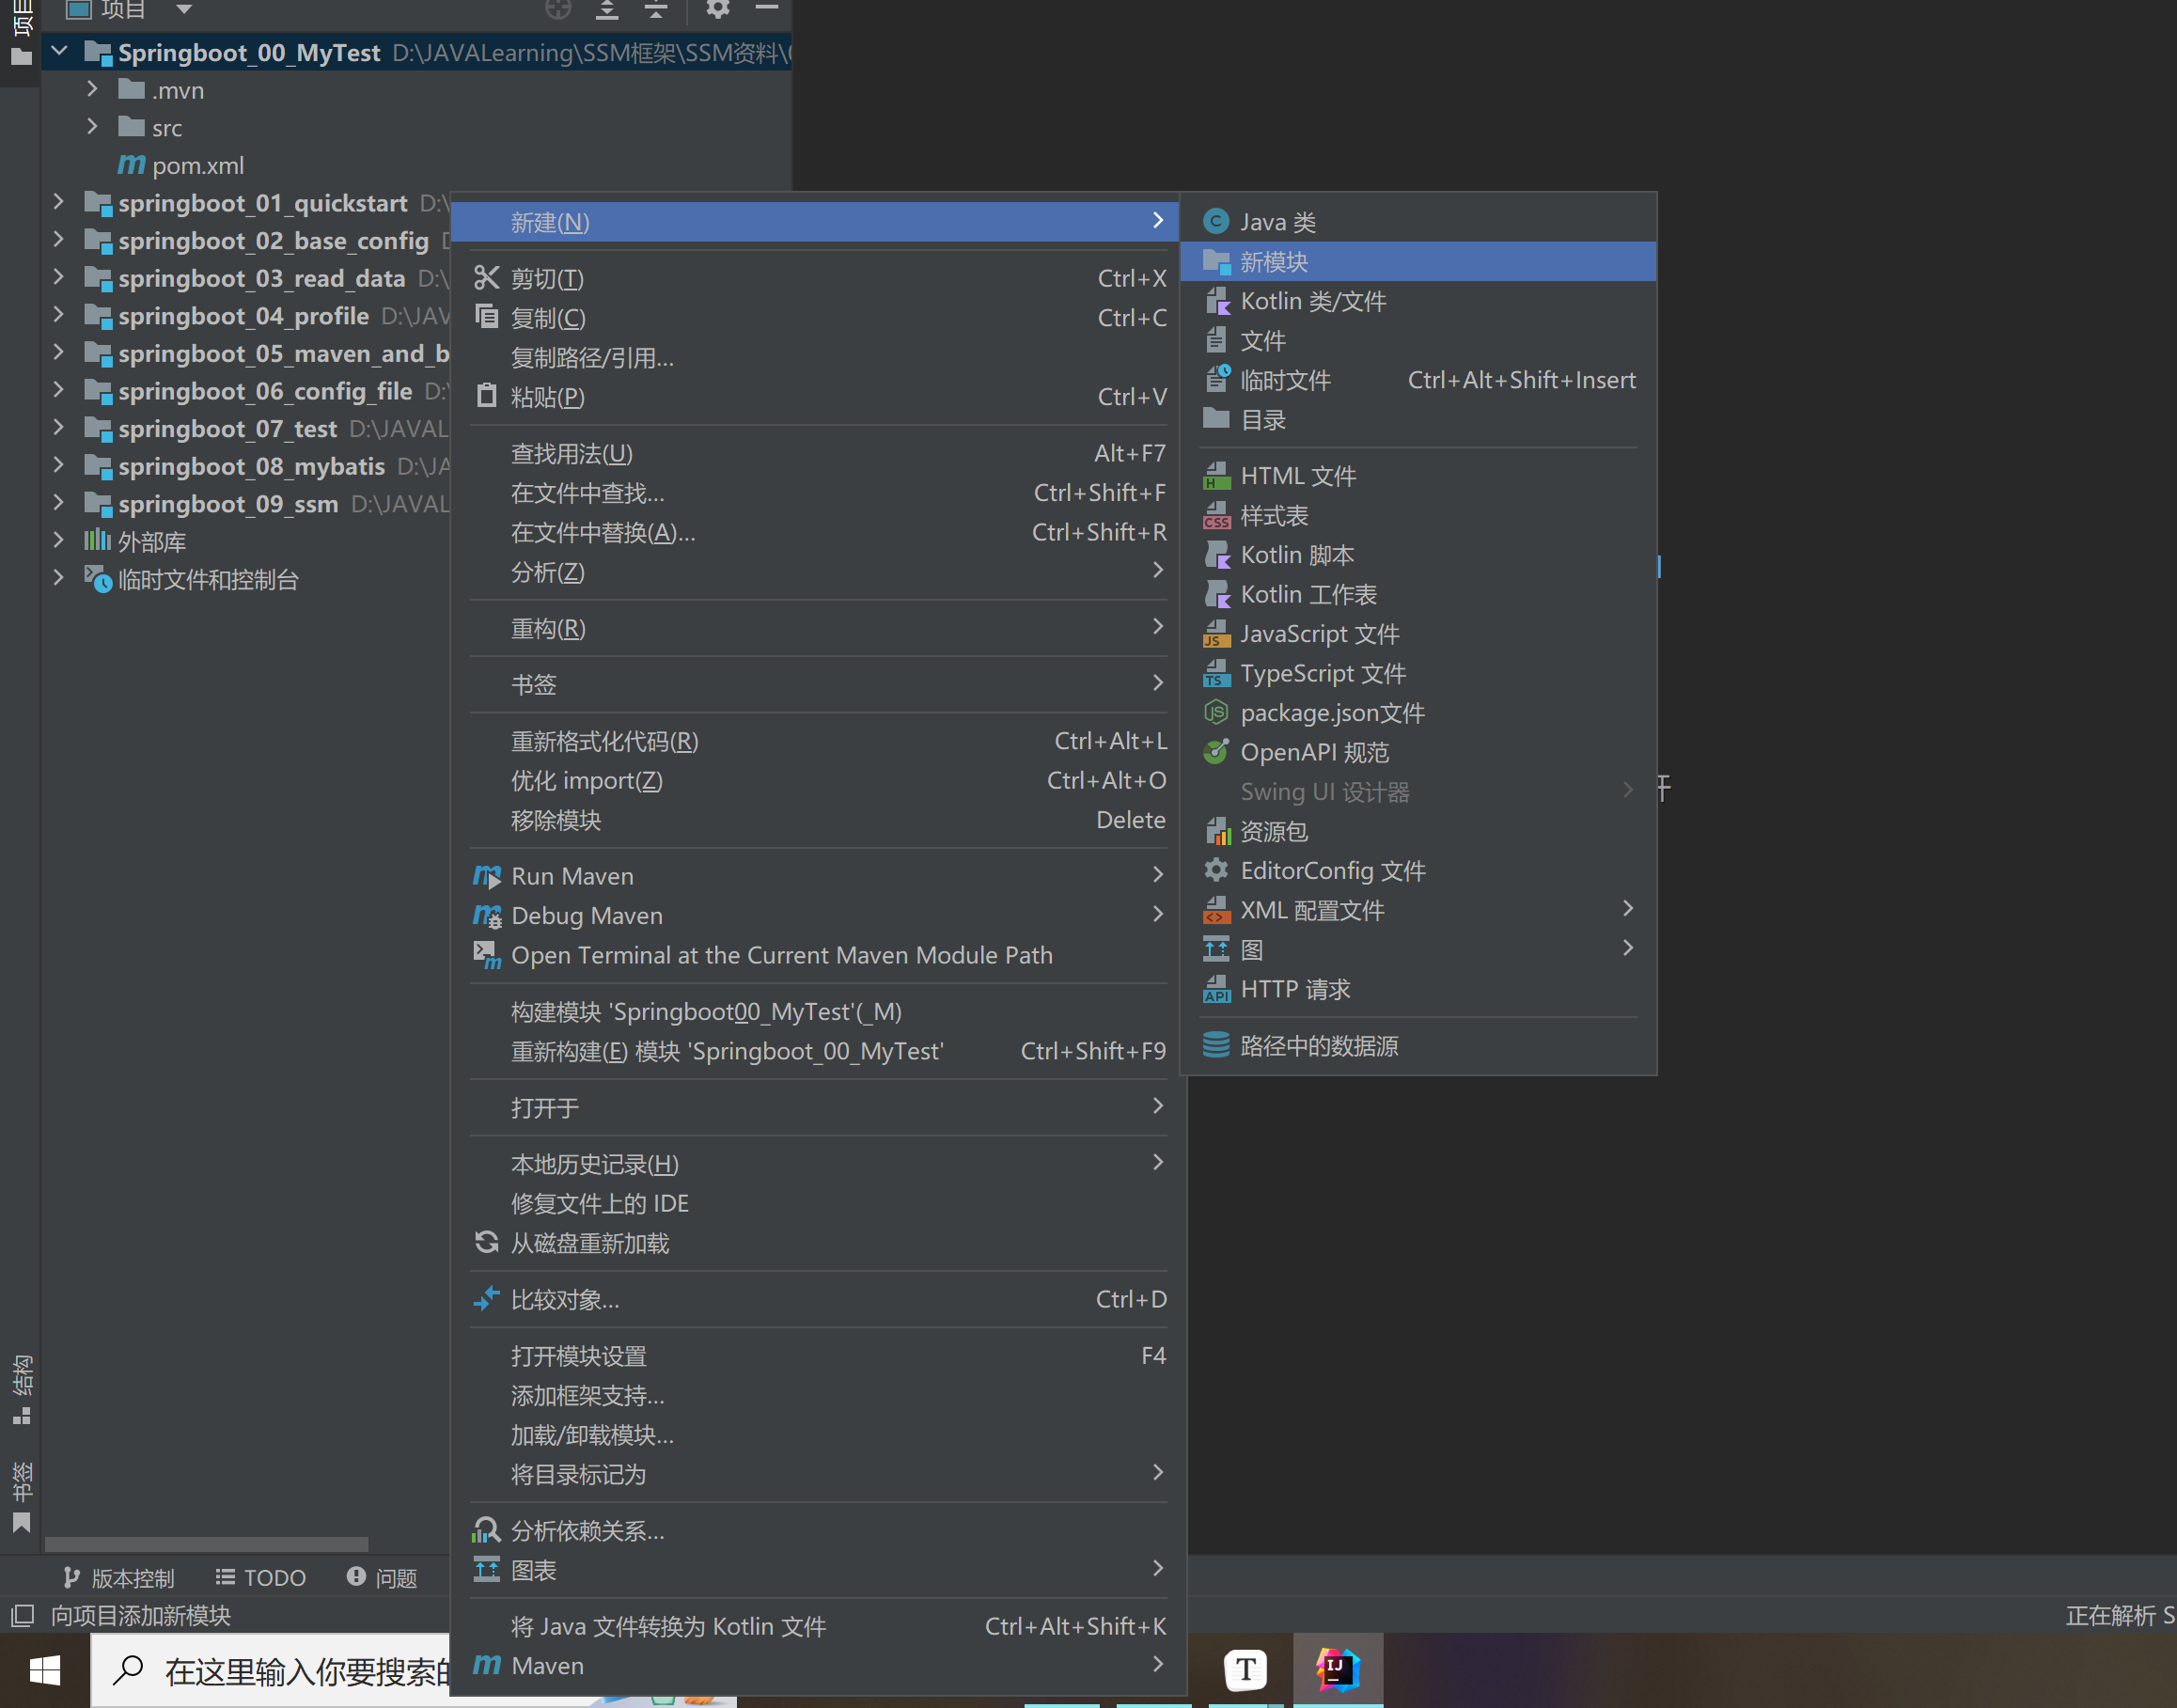 项目
项目
Springboot_00_MyTest D:\JAVALearning\SSM框架\SSM资料\
.mvn
src
pom.xml
springboot_01_quickstart D:\
springboot_02_base_config
springboot_03_read_data D:\
springboot_04_profile D:\JAV
springboot_05_maven_and_b
springboot_06_config_file D:
springboot_07_test D:\JAVAL
springboot_08_mybatis D:\JA
springboot_09_ssm D:\JAVAL
外部库
临时文件和控制台
新建(N)
剪切(T) Ctrl+X
复制(C) Ctrl+C
复制路径/引用...
粘贴(P) Ctrl+V
查找用法(U) Alt+F7
在文件中查找... Ctrl+Shift+F
在文件中替换(A)... Ctrl+Shift+R
分析(Z)
重构(R)
书签
重新格式化代码(R) Ctrl+Alt+L
优化 import(Z) Ctrl+Alt+O
移除模块 Delete
Run Maven
Debug Maven
Open Terminal at the Current Maven Module Path
构建模块 'Springboot00_MyTest'(_M)
重新构建(E) 模块 'Springboot_00_MyTest' Ctrl+Shift+F9
打开于
本地历史记录(H)
修复文件上的 IDE
从磁盘重新加载
比较对象... Ctrl+D
打开模块设置 F4
添加框架支持...
加载/卸载模块...
将目录标记为
分析依赖关系...
图表
将 Java 文件转换为 Kotlin 文件 Ctrl+Alt+Shift+K
Maven
Java 类
新模块
Kotlin 类/文件
文件
临时文件 Ctrl+Alt+Shift+Insert
目录
HTML 文件
样式表
Kotlin 脚本
Kotlin 工作表
JavaScript 文件
TypeScript 文件
package.json文件
OpenAPI 规范
Swing UI 设计器
资源包
EditorConfig 文件
XML 配置文件
图
HTTP 请求
路径中的数据源
结构
书签
版本控制 TODO 问题
向项目添加新模块
正在解析 S
在这里输入你要搜索的
T
IJ